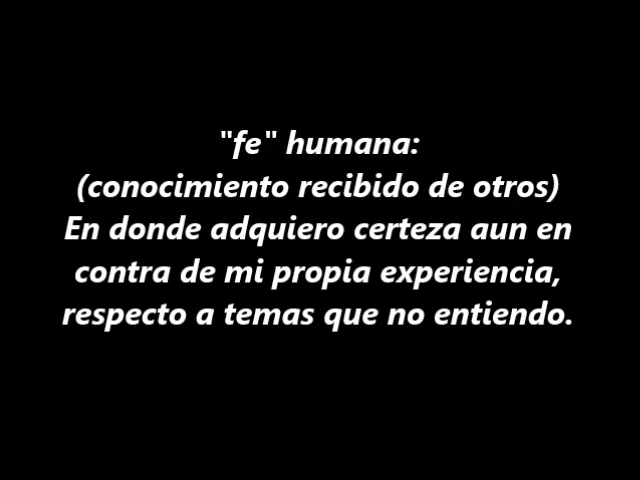 "fe" humana:
(conocimiento recibido de otros)
En donde adquiero certeza aun en
contra de mi propia experiencia,
respecto a temas que no entiendo.